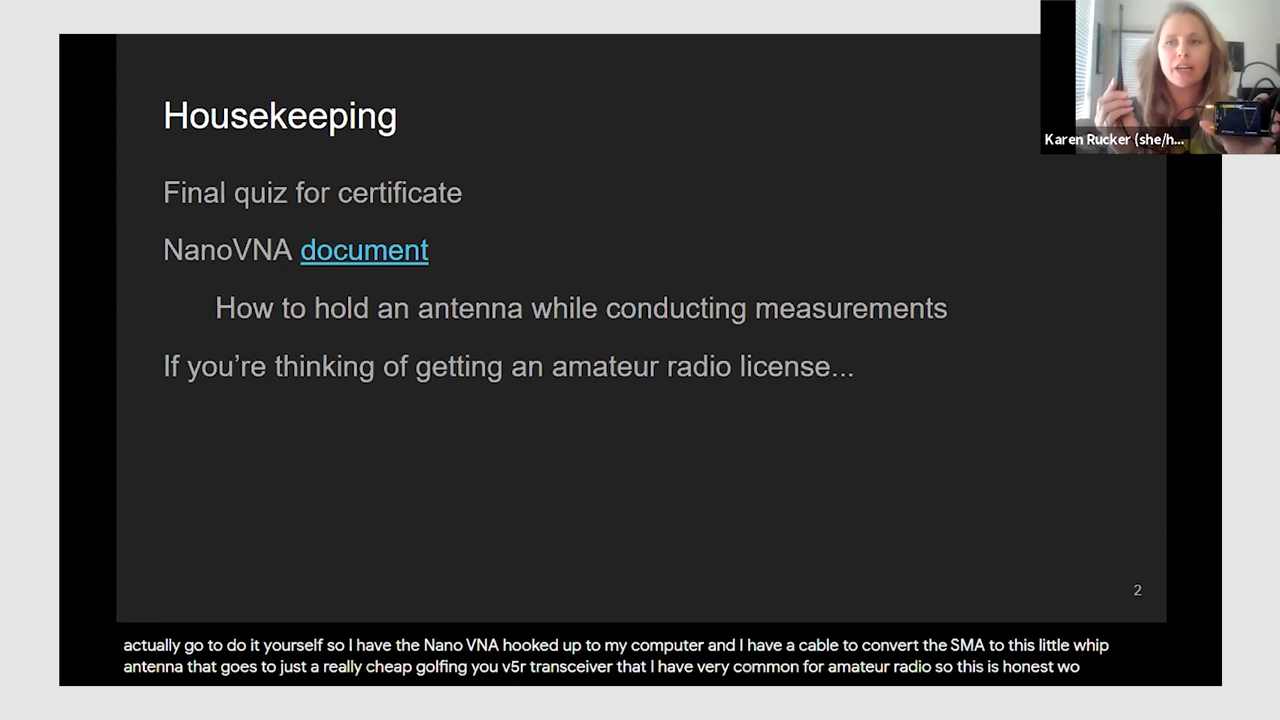 Housekeeping
Karen Rucker (she/h...
Final quiz for certificate
NanoVNA document
How to hold an antenna while conducting measurements
If you’re thinking of getting an amateur radio license...
2
actually go to do it yourself so I have the Nano VNA hooked up to my computer and I have a cable to convert the SMA to this little whip
antenna that goes to just a really cheap golfing you v5r transceiver that I have very common for amateur radio so this is honest wo